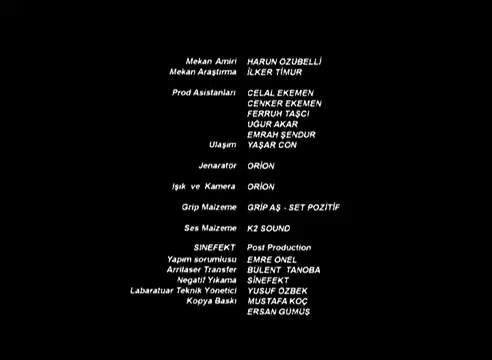 Mekan Amiri HARUN ÖZÜBELLİ
Mekan Araştırma İLKER TİMUR
Prod Asistanları CELAL EKEMEN
CENKER EKEMEN
FERRUH TAŞCI
UĞUR AKAR
EMRAH ŞENDUR
Ulaşım YAŞAR CON
Jenaratör ORİON
Işık ve Kamera ORİON
Grip Malzeme GRİP AŞ - SET POZİTİF
Ses Malzeme K2 SOUND
SİNEFEKT Post Production
Yapım sorumlusu EMRE ONEL
Arrilaser Transfer BÜLENT TANOBA
Negatif Yıkama SİNEFEKT
Labaratuar Teknik Yönetici YUSUF ÖZBEK
Kopya Baskı MUSTAFA KOÇ
ERSAN GÜMÜŞ